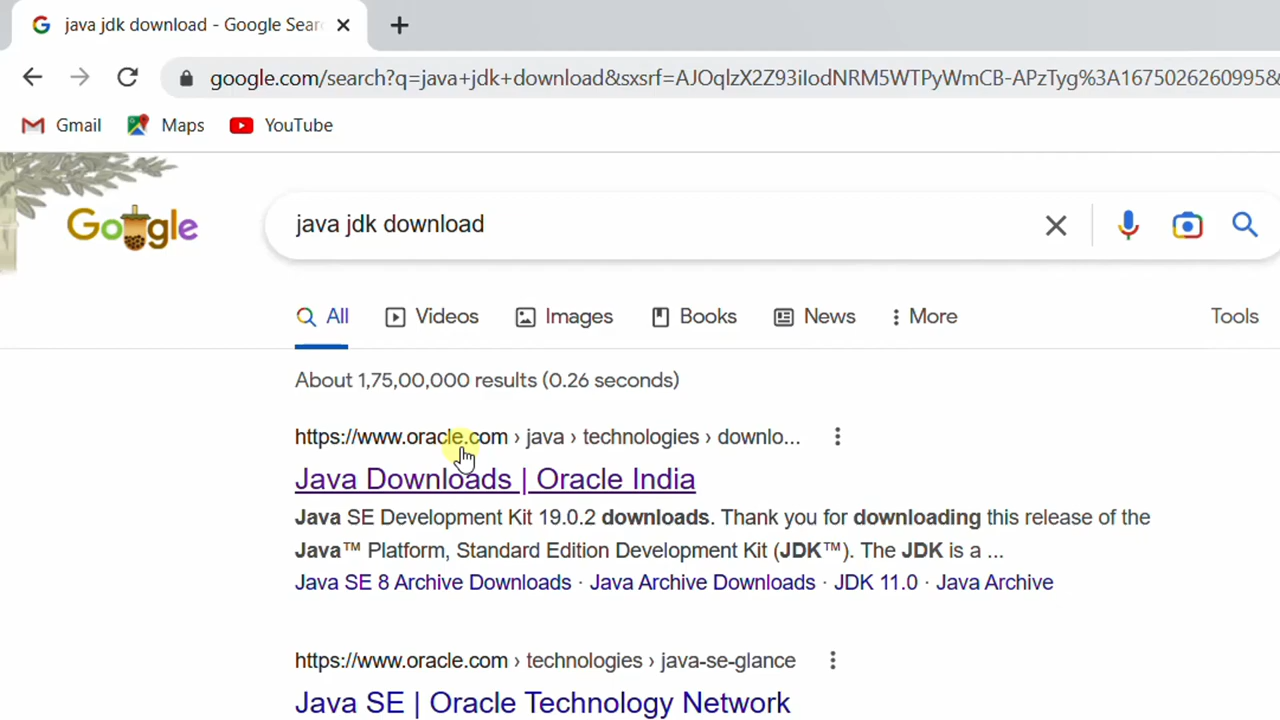 java jdk download - Google Sear
google.com/search?q=java+jdk+download&sxsrf=AJOqlzX2Z93iIodNRM5WTPyWmCB-APzTyg%3A1675026260995&
Gmail Maps YouTube
Google java jdk download
All Videos Images Books News More Tools
About 1,75,00,000 results (0.26 seconds)
https://www.oracle.com › java › technologies › downlo...
Java Downloads | Oracle India
Java SE Development Kit 19.0.2 downloads. Thank you for downloading this release of the
Java™ Platform, Standard Edition Development Kit (JDK™). The JDK is a ...
Java SE 8 Archive Downloads · Java Archive Downloads · JDK 11.0 · Java Archive
https://www.oracle.com › technologies › java-se-glance
Java SE | Oracle Technology Network